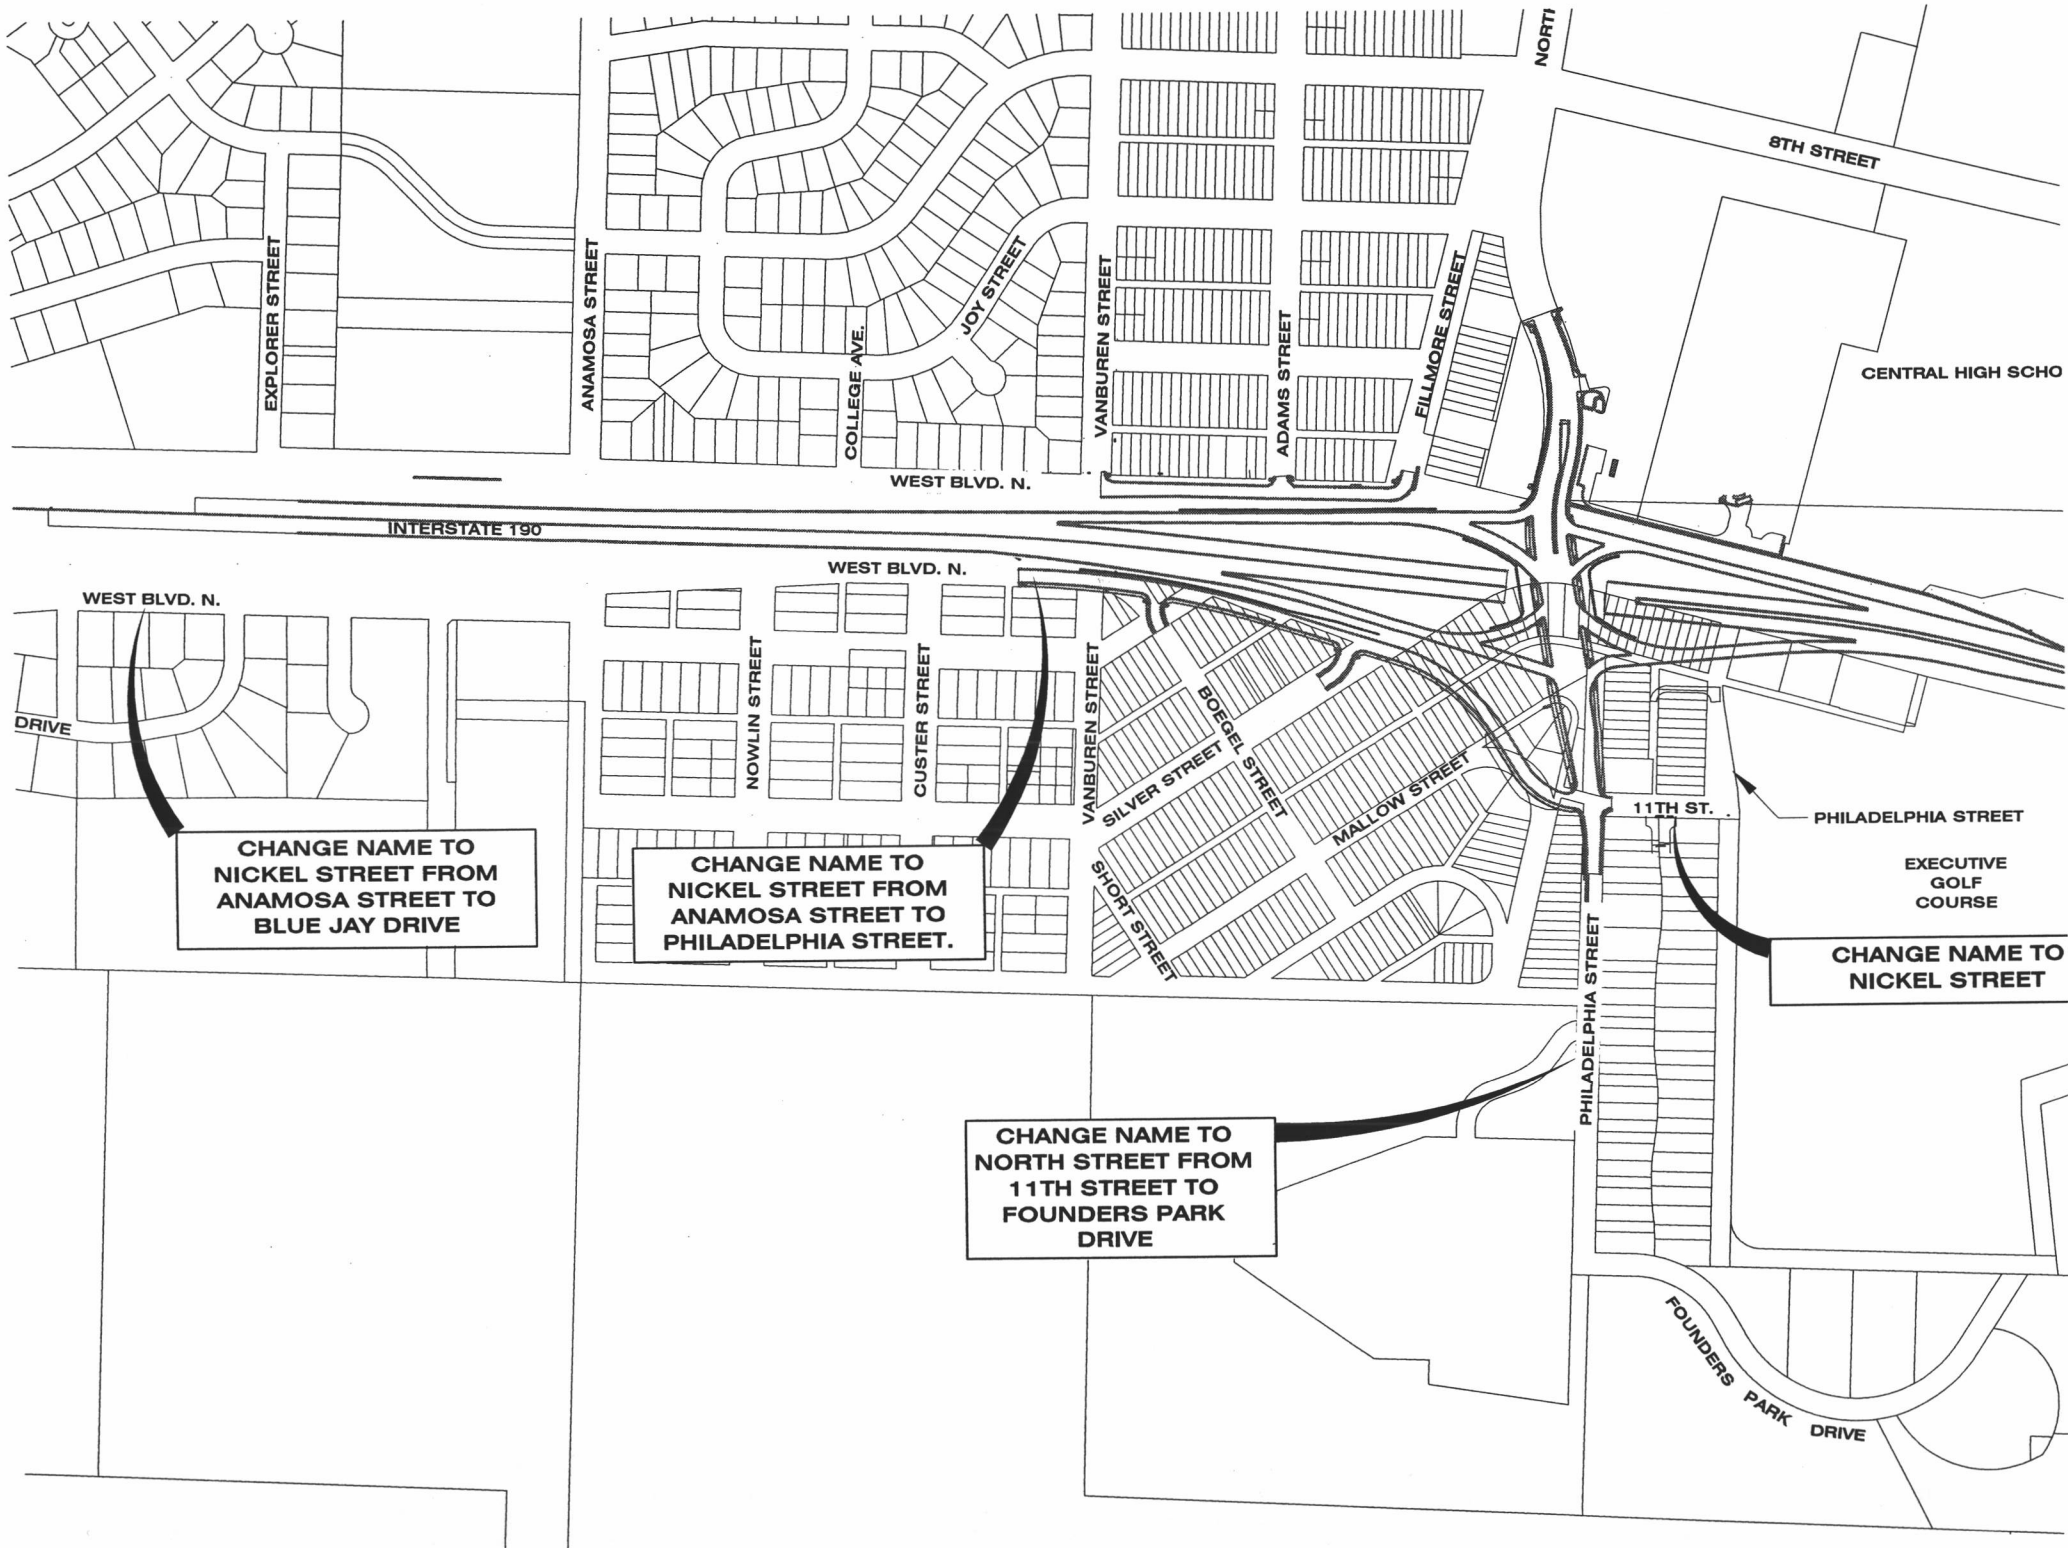 NORTH
8TH STREET
EXPLORER STREET
ANAMOSA STREET
COLLEGE AVE.
JOY STREET
VANBUREN STREET
ADAMS STREET
FILLMORE STREET
CENTRAL HIGH SCHO
WEST BLVD. N.
INTERSTATE 190
WEST BLVD. N.
WEST BLVD. N.
DRIVE
NOWLIN STREET
CUSTER STREET
VANBUREN STREET
BOEGEL STREET
SILVER STREET
MALLOW STREET
SHORT STREET
11TH ST.
PHILADELPHIA STREET
EXECUTIVE
GOLF
COURSE
CHANGE NAME TO
NICKEL STREET FROM
ANAMOSA STREET TO
BLUE JAY DRIVE
CHANGE NAME TO
NICKEL STREET FROM
ANAMOSA STREET TO
PHILADELPHIA STREET.
CHANGE NAME TO
NICKEL STREET
PHILADELPHIA STREET
CHANGE NAME TO
NORTH STREET FROM
11TH STREET TO
FOUNDERS PARK
DRIVE
FOUNDERS PARK DRIVE